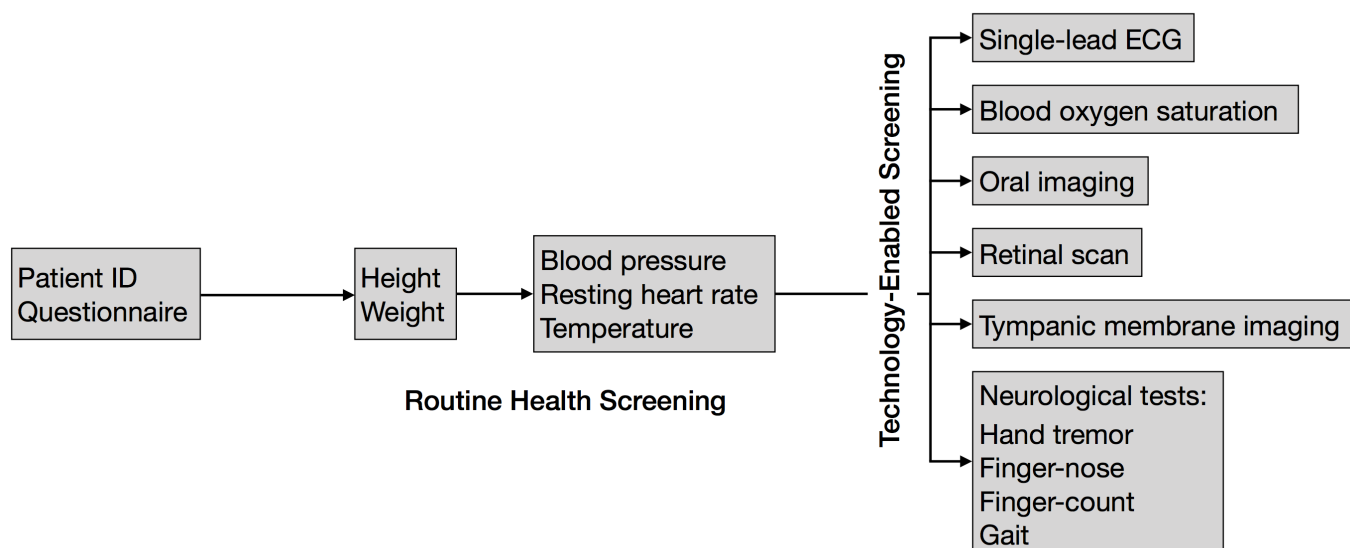 Patient ID
Questionnaire
Height
Weight
Blood pressure
Resting heart rate
Temperature
Routine Health Screening
Technology-Enabled Screening
Single-lead ECG
Blood oxygen saturation
Oral imaging
Retinal scan
Tympanic membrane imaging
Neurological tests:
Hand tremor
Finger-nose
Finger-count
Gait